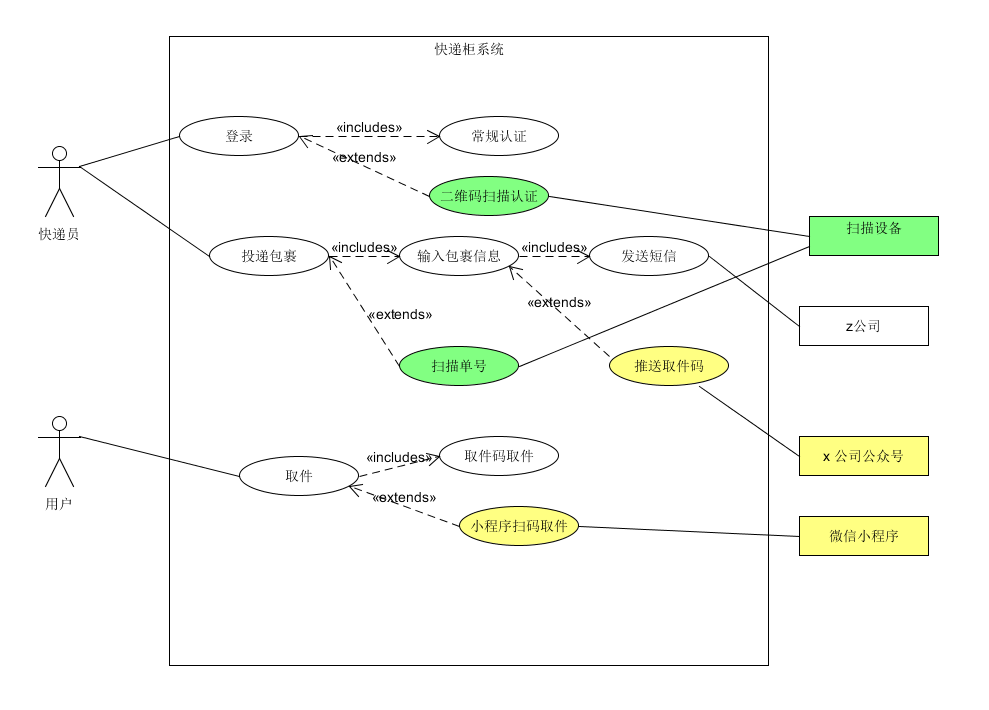 快递柜系统
登录
«includes»
常规认证
«extends»
二维码扫描认证
快递员
扫描设备
投递包裹
«includes»
输入包裹信息
«includes»
发送短信
«extends»
«extends»
z公司
扫描单号
推送取件码
取件
«includes»
取件码取件
x 公司公众号
«extends»
用户
小程序扫码取件
微信小程序